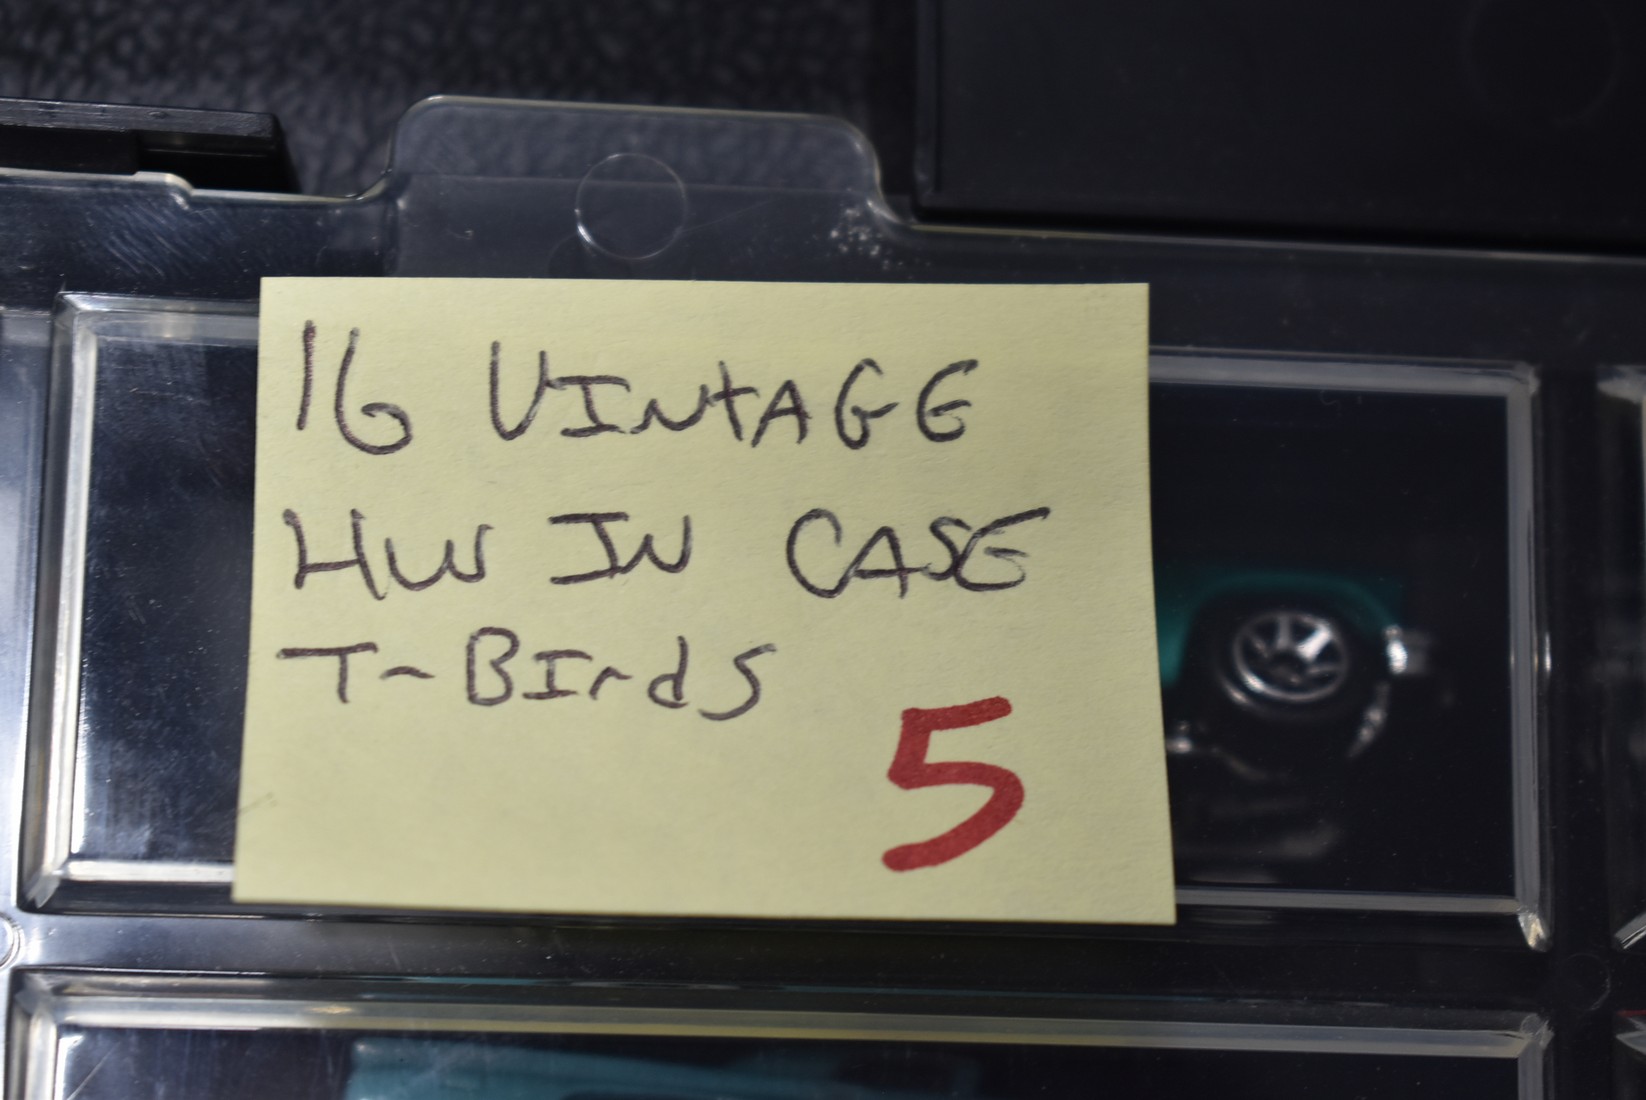 16 VINTAGE
HW IN CASE
T-BIrdS
5